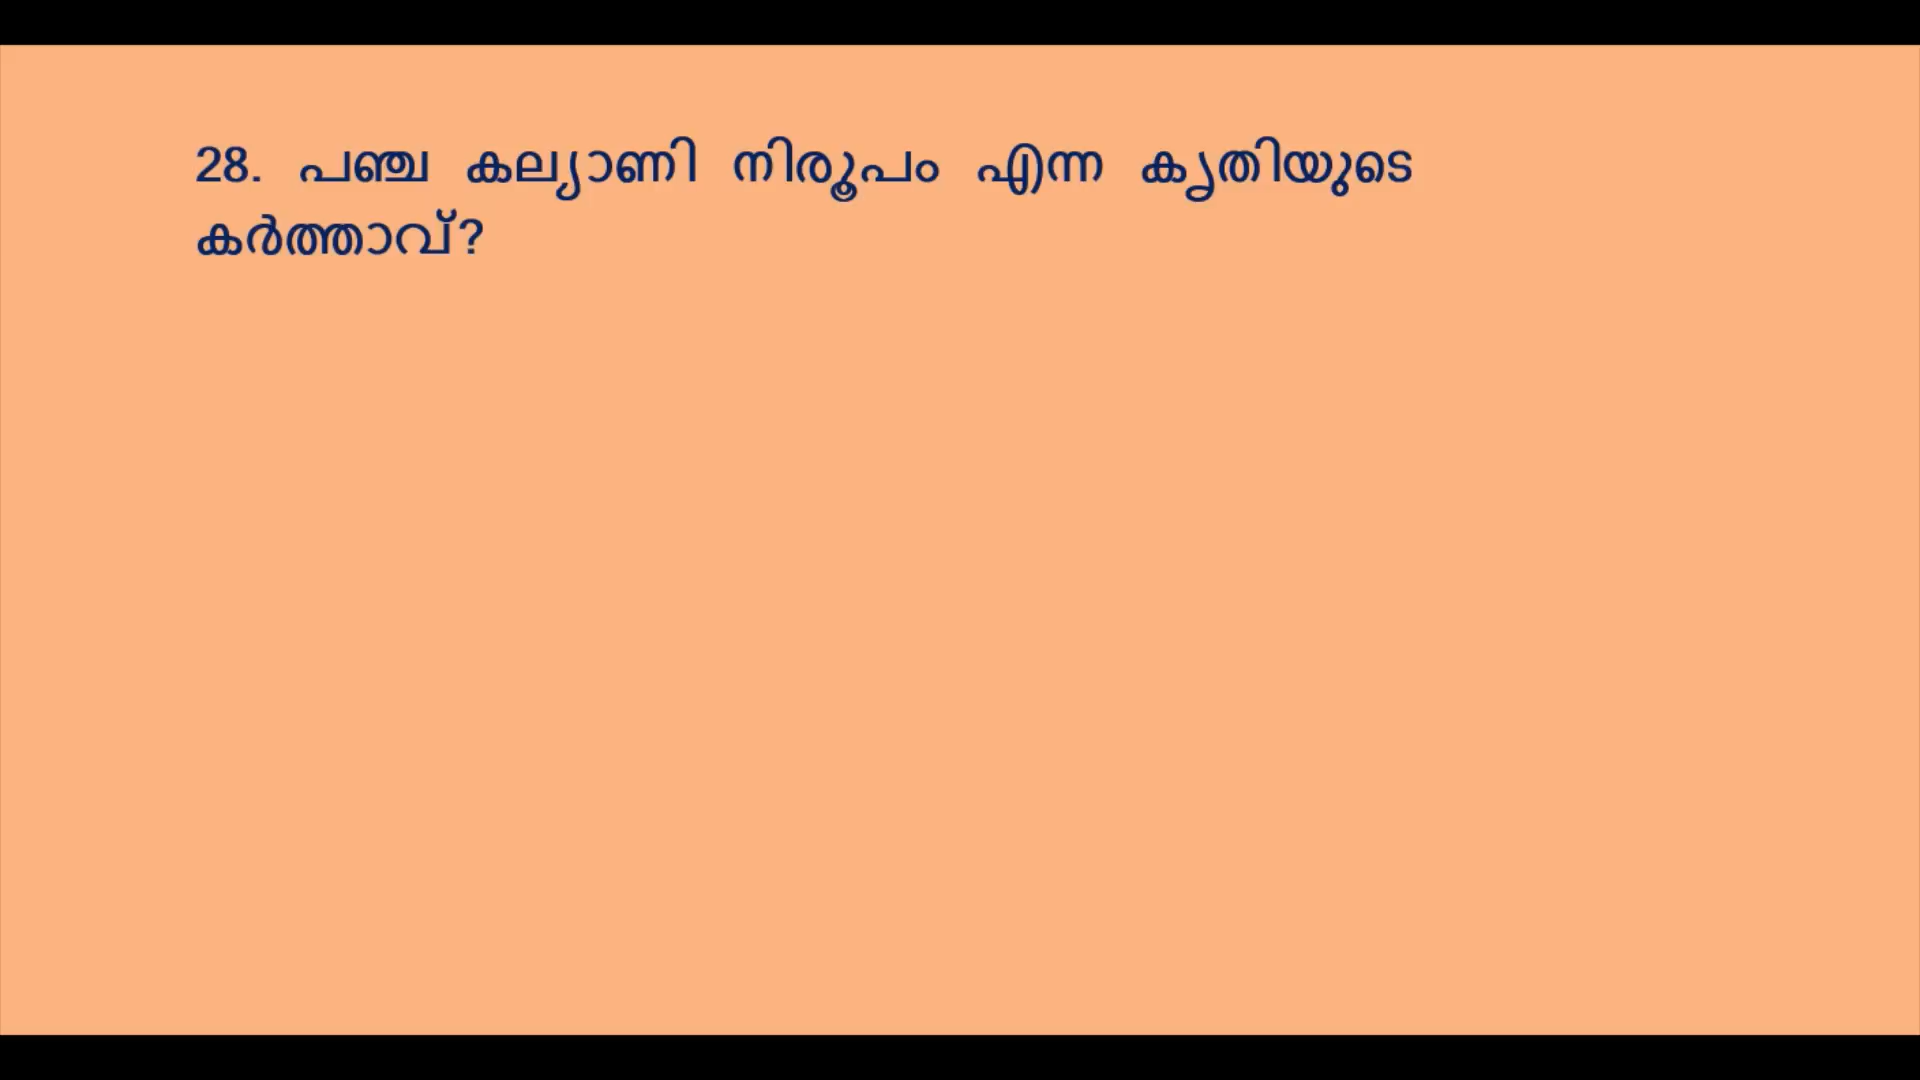 28. പഞ്ച കല്യാണി നിരൂപം എന്ന കൃതിയുടെ
കർത്താവ്?